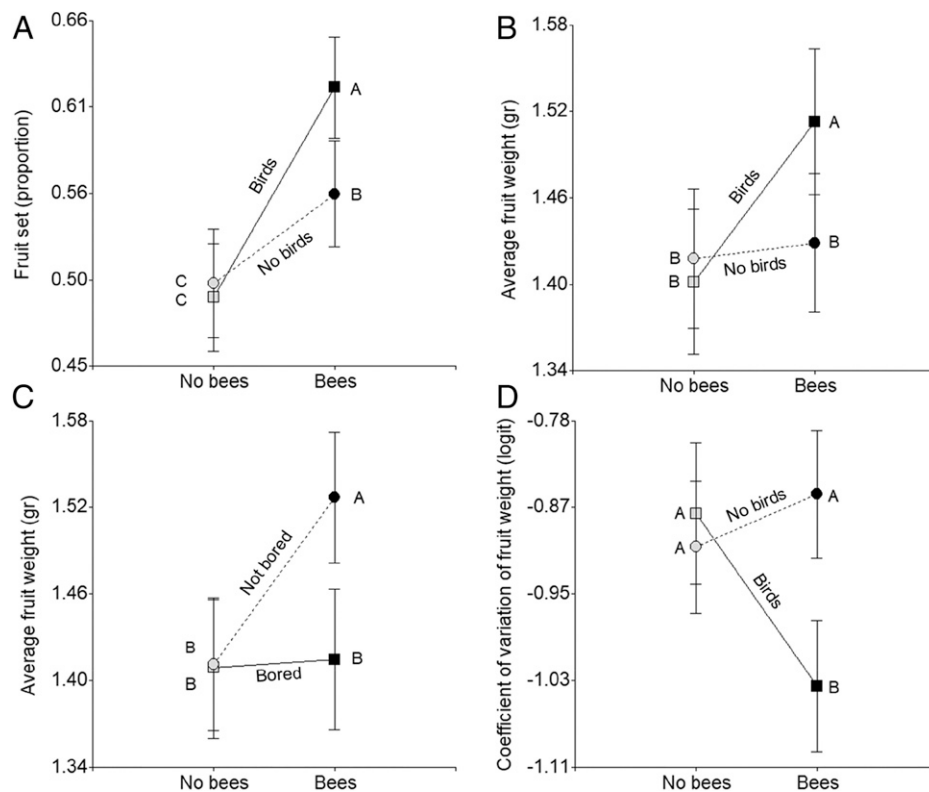 A
Fruit set (proportion)
0.66
0.61
0.56
0.50
0.45
Birds
No birds
A
B
C
C
No bees
Bees
B
Average fruit weight (gr)
1.58
1.52
1.46
1.40
1.34
Birds
No birds
A
B
B
B
No bees
Bees
C
Average fruit weight (gr)
1.58
1.52
1.46
1.40
1.34
Not bored
Bored
A
B
B
B
No bees
Bees
D
Coefficient of variation of fruit weight (logit)
-0.78
-0.87
-0.95
-1.03
-1.11
No birds
Birds
A
A
A
B
No bees
Bees